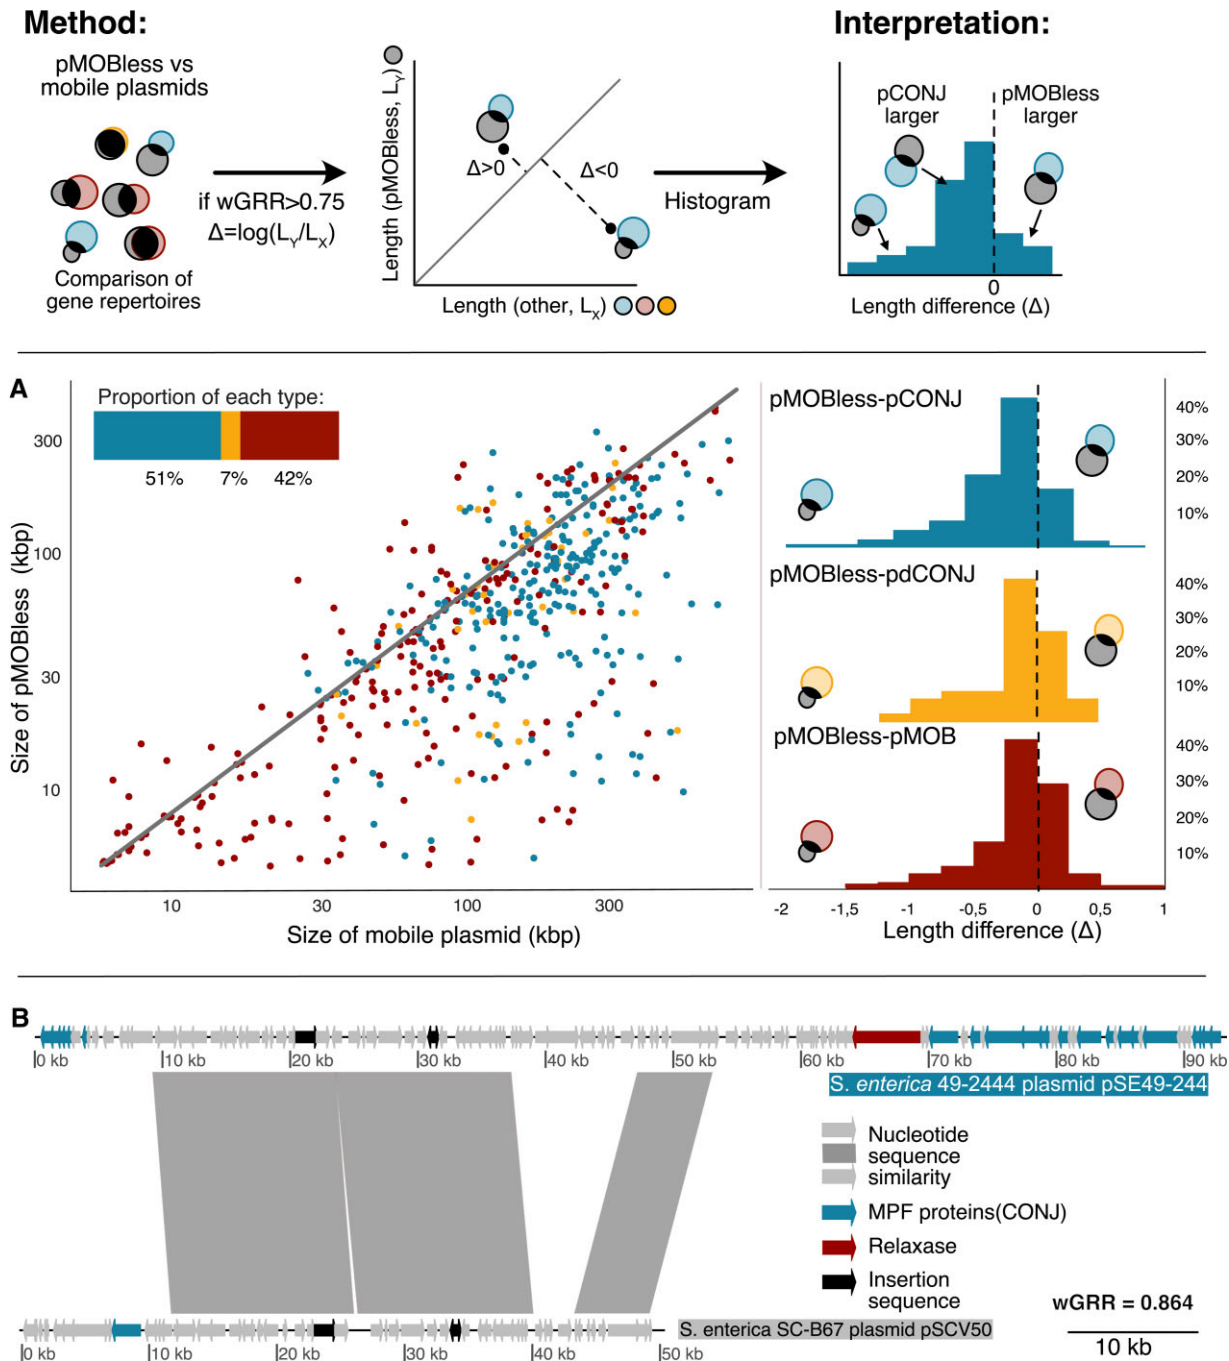 Method:
pMOBless vs
mobile plasmids
if wGRR>0.75
Δ=log(LY/LX)
Comparison of
gene repertoires
Length (pMOBless, LY)
Δ>0
Δ<0
Length (other, LX)
Histogram
Interpretation:
pCONJ
larger
pMOBless
larger
0
Length difference (Δ)
A
Proportion of each type:
51% 7% 42%
Size of pMOBless (kbp)
300
100
30
10
10 30 100 300
Size of mobile plasmid (kbp)
pMOBless-pCONJ
40%
30%
20%
10%
pMOBless-pdCONJ
40%
30%
20%
10%
pMOBless-pMOB
40%
30%
20%
10%
-2 -1,5 -1 -0,5 0 0,5 1
Length difference (Δ)
B
0 kb 10 kb 20 kb 30 kb 40 kb 50 kb 60 kb 70 kb 80 kb 90 kb
S. enterica 49-2444 plasmid pSE49-244
Nucleotide
sequence
similarity
MPF proteins(CONJ)
Relaxase
Insertion
sequence
wGRR = 0.864
10 kb
S. enterica SC-B67 plasmid pSCV50
0 kb 10 kb 20 kb 30 kb 40 kb 50 kb